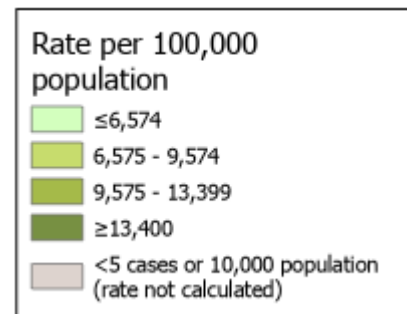 Rate per 100,000
population
≤6,574
6,575 - 9,574
9,575 - 13,399
≥13,400
<5 cases or 10,000 population
(rate not calculated)